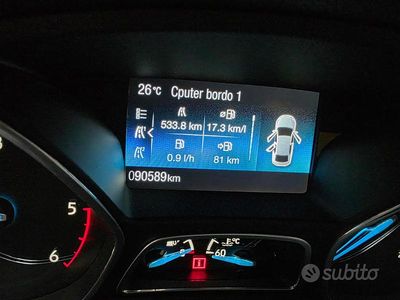 26°C Cputer bordo 1
533.8 km 17.3 km/l
0.9 l/h 81 km
090589km
5
6
60
subito